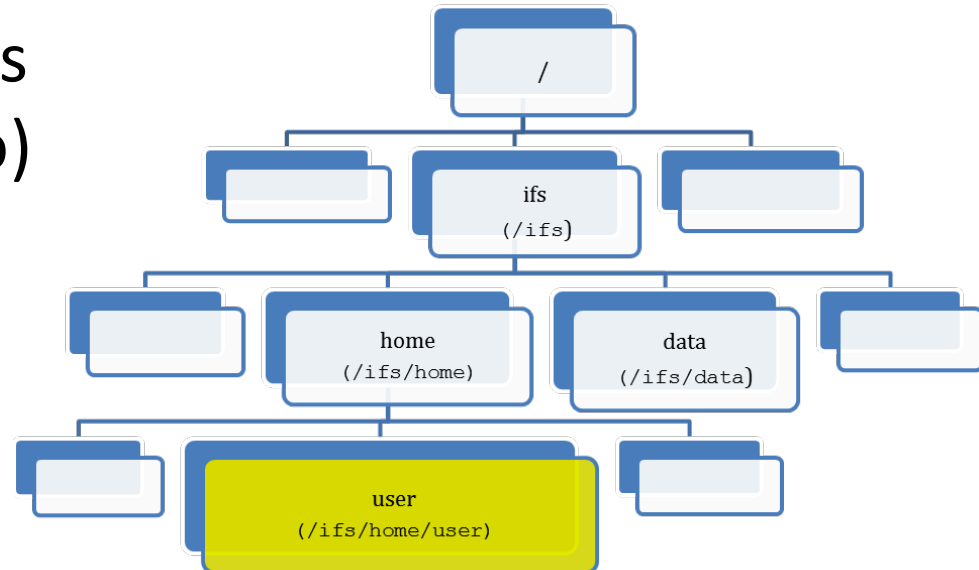 s
)
/
ifs
(/ifs)
home
(/ifs/home)
data
(/ifs/data)
user
(/ifs/home/user)